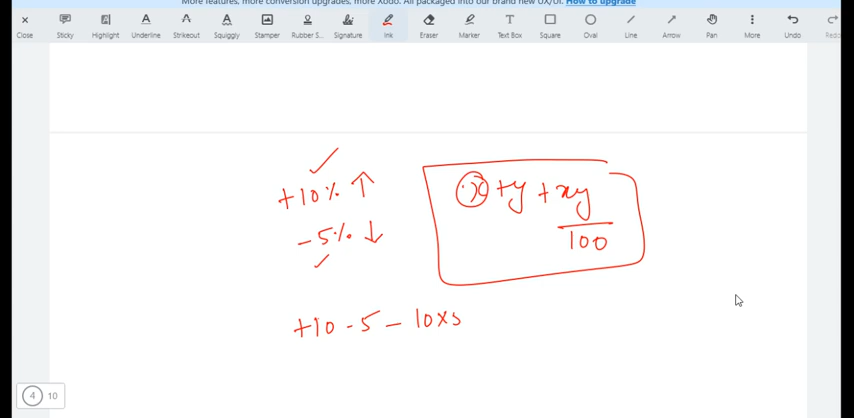 More features, more conversion upgrades, more Xodo. All packaged into our brand new UX/UI. How to upgrade
Close Sticky Highlight Underline Strikeout Squiggly Stamper Rubber S... Signature Ink Eraser Marker Text Box Square Oval Line Arrow Pan More Undo Redo
+10% ↑
x + y + xy
100
-5% ↓
+10 - 5 - 10x5
4 10